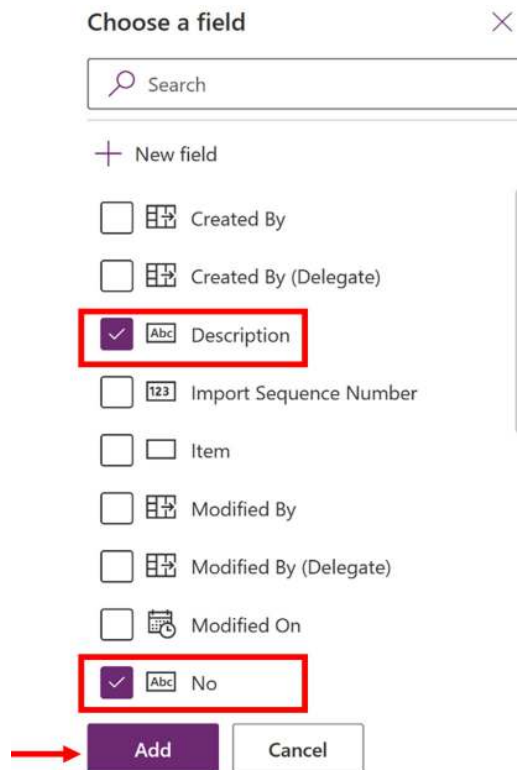 Choose a field
Search
New field
Created By
Created By (Delegate)
Abc Description
123 Import Sequence Number
Item
Modified By
Modified By (Delegate)
Modified On
Abc No
Add Cancel